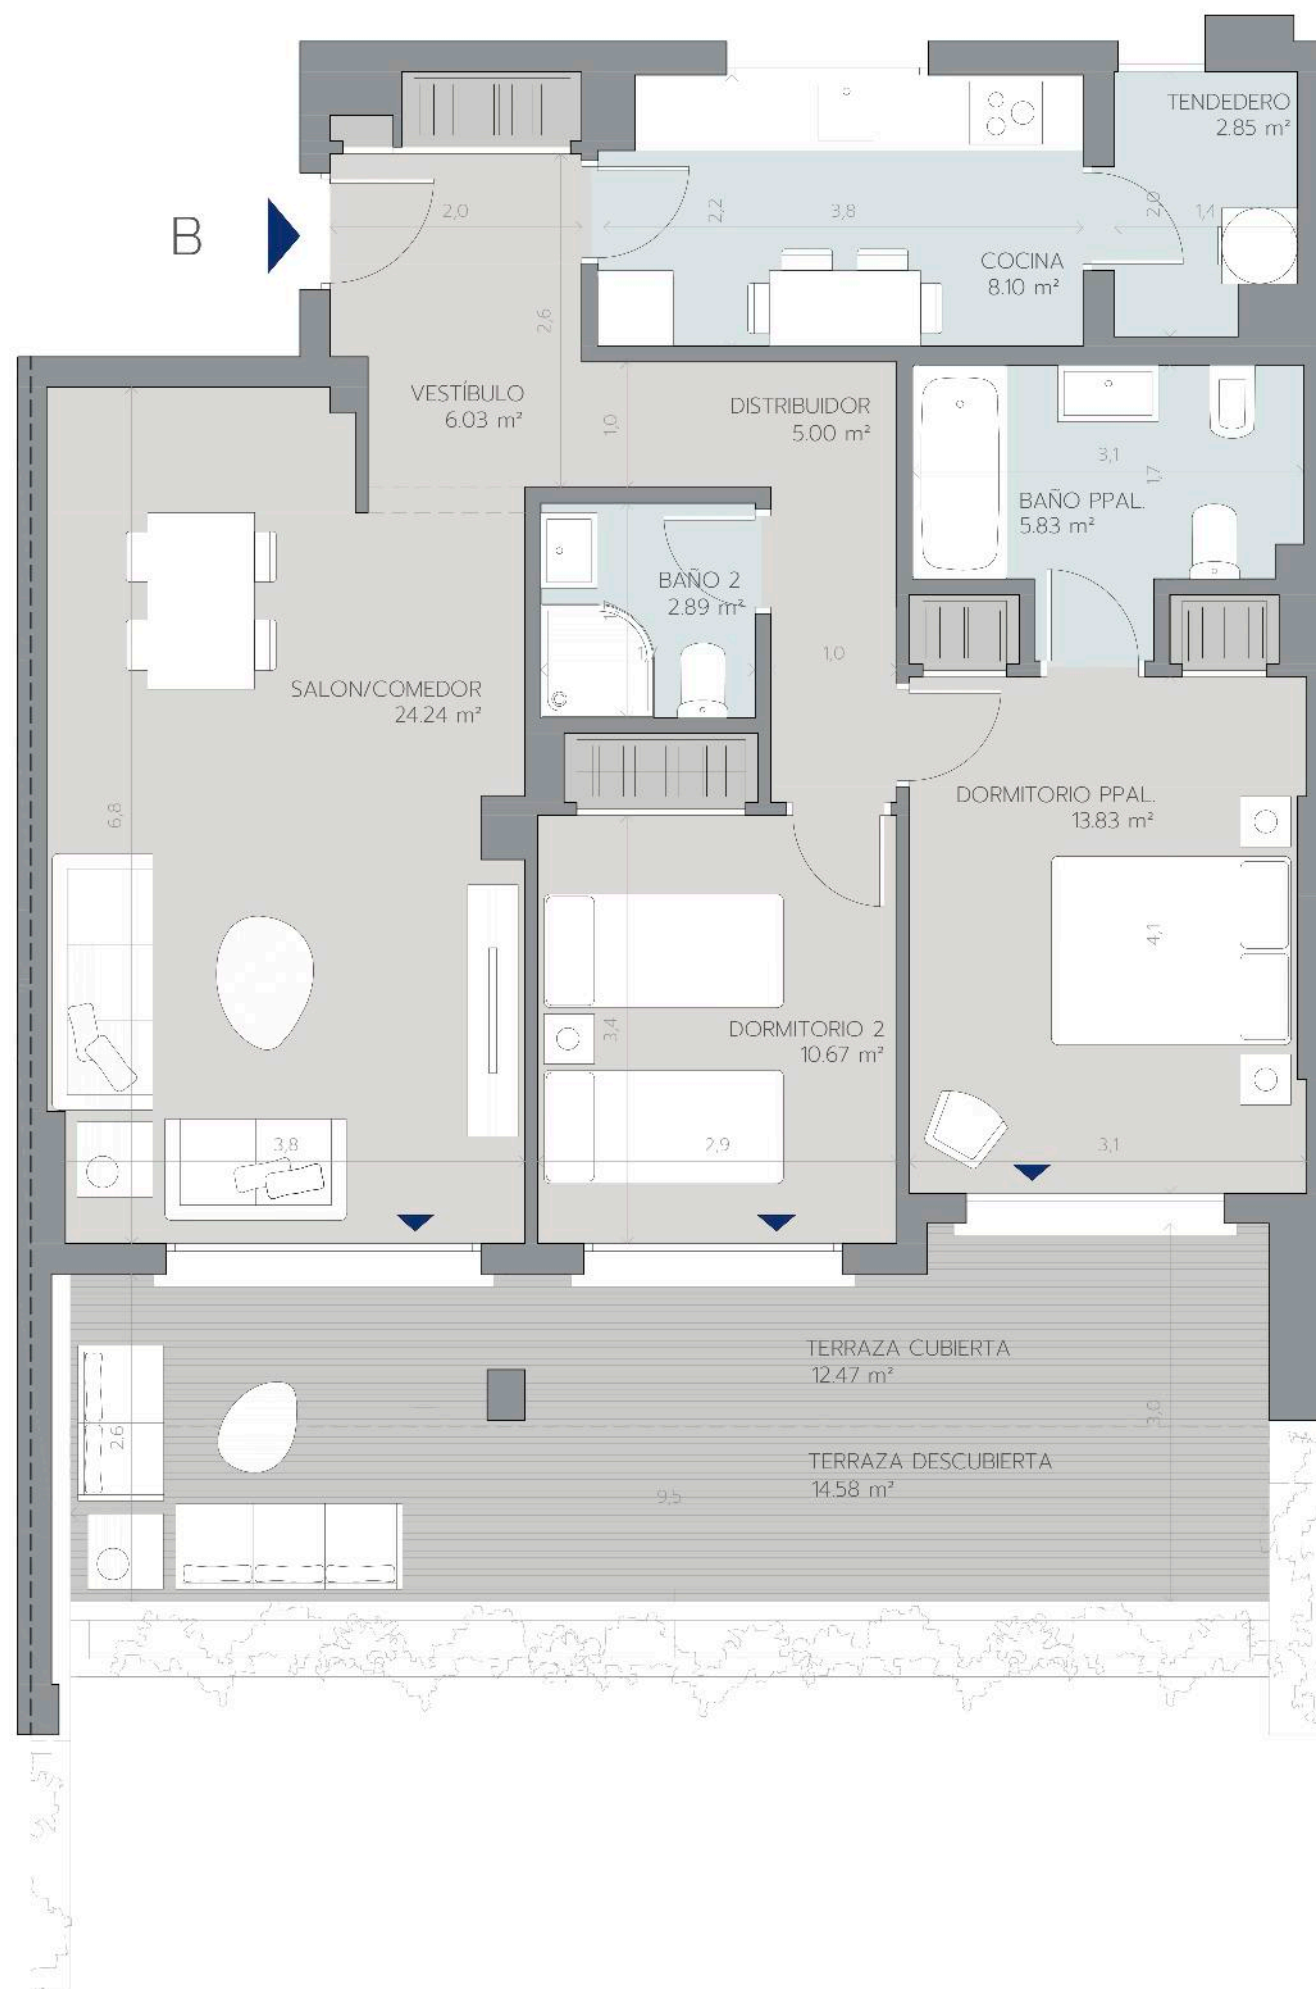 TENDEDERO
2.85 m²
B
2,0
2,2
3,8
2,0
1,1
COCINA
8.10 m²
2,6
VESTÍBULO
6.03 m²
DISTRIBUIDOR
5.00 m²
1,0
3,1
1,7
BAÑO PPAL.
5.83 m²
BAÑO 2
2.89 m²
1,0
SALON/COMEDOR
24.24 m²
6,8
DORMITORIO PPAL.
13.83 m²
4,1
3,4
DORMITORIO 2
10.67 m²
3,8
2,9
3,1
TERRAZA CUBIERTA
12.47 m²
2,6
3,0
TERRAZA DESCUBIERTA
14.58 m²
9,5